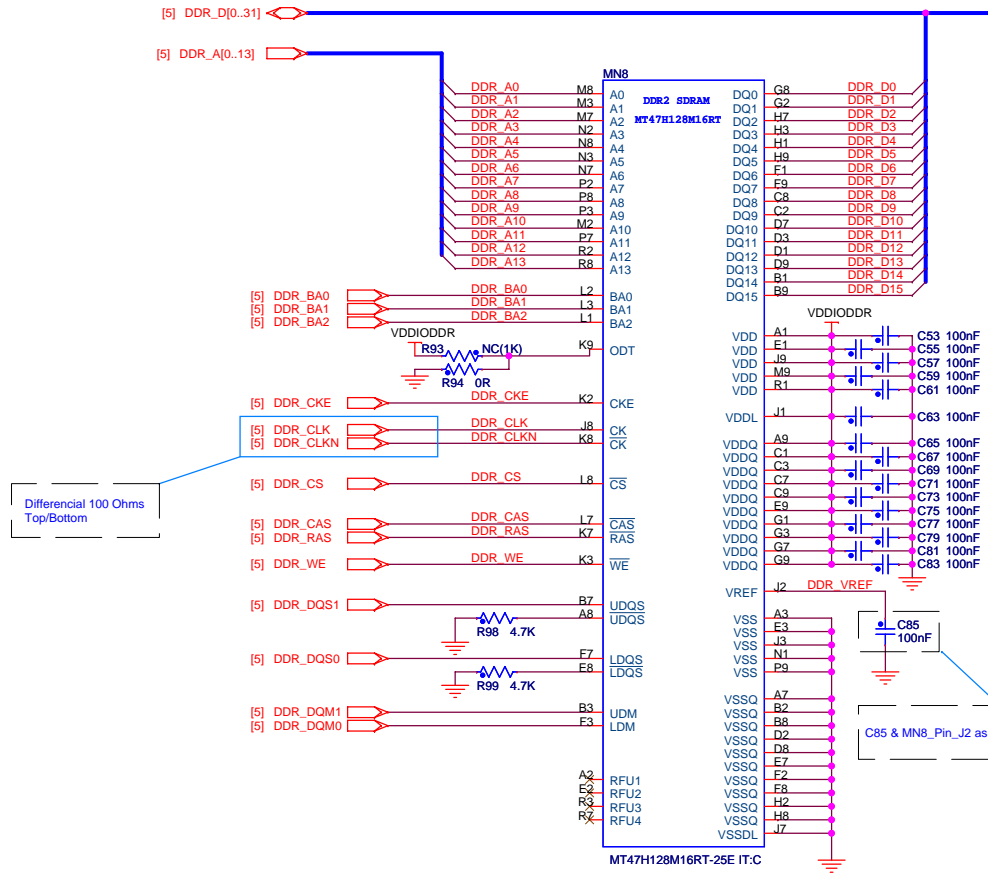 [5] DDR_D[0..31]
[5] DDR_A[0..13]
MN8
DDR2 SDRAM
MT47H128M16RT
DDR_A0 M8 A0 DQ0 G8 DDR_D0
DDR_A1 M3 A1 DQ1 G2 DDR_D1
DDR_A2 M7 A2 DQ2 H7 DDR_D2
DDR_A3 N2 A3 DQ3 H3 DDR_D3
DDR_A4 N8 A4 DQ4 H1 DDR_D4
DDR_A5 N3 A5 DQ5 H9 DDR_D5
DDR_A6 N7 A6 DQ6 F1 DDR_D6
DDR_A7 P2 A7 DQ7 F9 DDR_D7
DDR_A8 P8 A8 DQ8 C8 DDR_D8
DDR_A9 P3 A9 DQ9 C2 DDR_D9
DDR_A10 M2 A10 DQ10 D7 DDR_D10
DDR_A11 P7 A11 DQ11 D3 DDR_D11
DDR_A12 R2 A12 DQ12 D1 DDR_D12
DDR_A13 R8 A13 DQ13 D9 DDR_D13
DQ14 B1 DDR_D14
DQ15 B9 DDR_D15
[5] DDR_BA0 DDR_BA0 L2 BA0
[5] DDR_BA1 DDR_BA1 L3 BA1
[5] DDR_BA2 DDR_BA2 L1 BA2
VDDIODDR
VDDIODDR
R93 NC(1K) K9 ODT
R94 0R
VDD A1 C53 100nF
VDD E1 C55 100nF
VDD J9 C57 100nF
VDD M9 C59 100nF
VDD R1 C61 100nF
[5] DDR_CKE DDR_CKE K2 CKE
VDDL J1 C63 100nF
[5] DDR_CLK DDR_CLK J8 CK
[5] DDR_CLKN DDR_CLKN K8 CK
VDDQ A9 C65 100nF
VDDQ C1 C67 100nF
VDDQ C3 C69 100nF
VDDQ C7 C71 100nF
VDDQ C9 C73 100nF
VDDQ E9 C75 100nF
VDDQ G1 C77 100nF
VDDQ G3 C79 100nF
VDDQ G7 C81 100nF
VDDQ G9 C83 100nF
Differencial 100 Ohms
Top/Bottom
[5] DDR_CS DDR_CS L8 CS
[5] DDR_CAS DDR_CAS L7 CAS
[5] DDR_RAS DDR_RAS K7 RAS
[5] DDR_WE DDR_WE K3 WE
VREF J2 DDR_VREF
[5] DDR_DQS1 B7 UDQS
A8 UDQS
R98 4.7K
C85
100nF
[5] DDR_DQS0 F7 LDQS
E8 LDQS
R99 4.7K
VSS A3
VSS E3
VSS J3
VSS N1
VSS P9
[5] DDR_DQM1 B3 UDM
[5] DDR_DQM0 F3 LDM
VSSQ A7
VSSQ B2
VSSQ B8
VSSQ D2
VSSQ D8
VSSQ E7
VSSQ F2
VSSQ F8
VSSQ H2
VSSQ H8
VSSDL J7
C85 & MN8_Pin_J2 as
A2 RFU1
E2 RFU2
R3 RFU3
R7 RFU4
MT47H128M16RT-25E IT:C